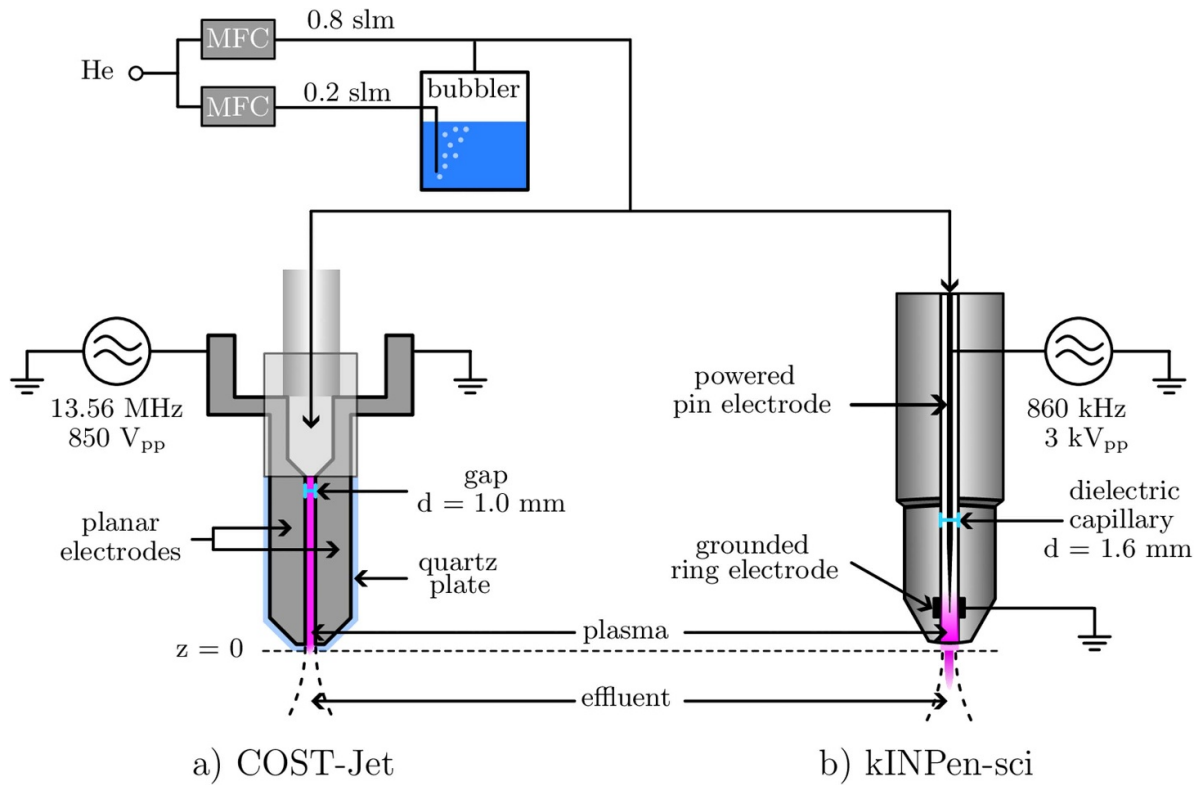 0.8 slm
MFC
He
MFC
0.2 slm
bubbler
13.56 MHz
850 Vpp
powered
pin electrode
860 kHz
3 kVpp
gap
d = 1.0 mm
dielectric
capillary
d = 1.6 mm
planar
electrodes
quartz
plate
grounded
ring electrode
plasma
z = 0
effluent
a) COST-Jet
b) kINPen-sci